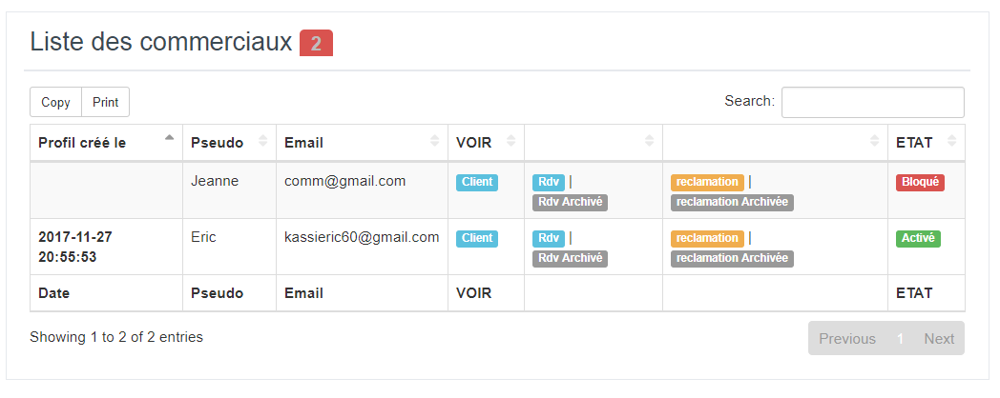 Liste des commerciaux 2
Copy Print Search:
Profil créé le Pseudo Email VOIR ETAT
Jeanne comm@gmail.com Client Rdv | reclamation | Bloqué
Rdv Archivé reclamation Archivée
2017-11-27 Eric kassieric60@gmail.com Client Rdv | reclamation | Activé
20:55:53 Rdv Archivé reclamation Archivée
Date Pseudo Email VOIR ETAT
Showing 1 to 2 of 2 entries Previous 1 Next